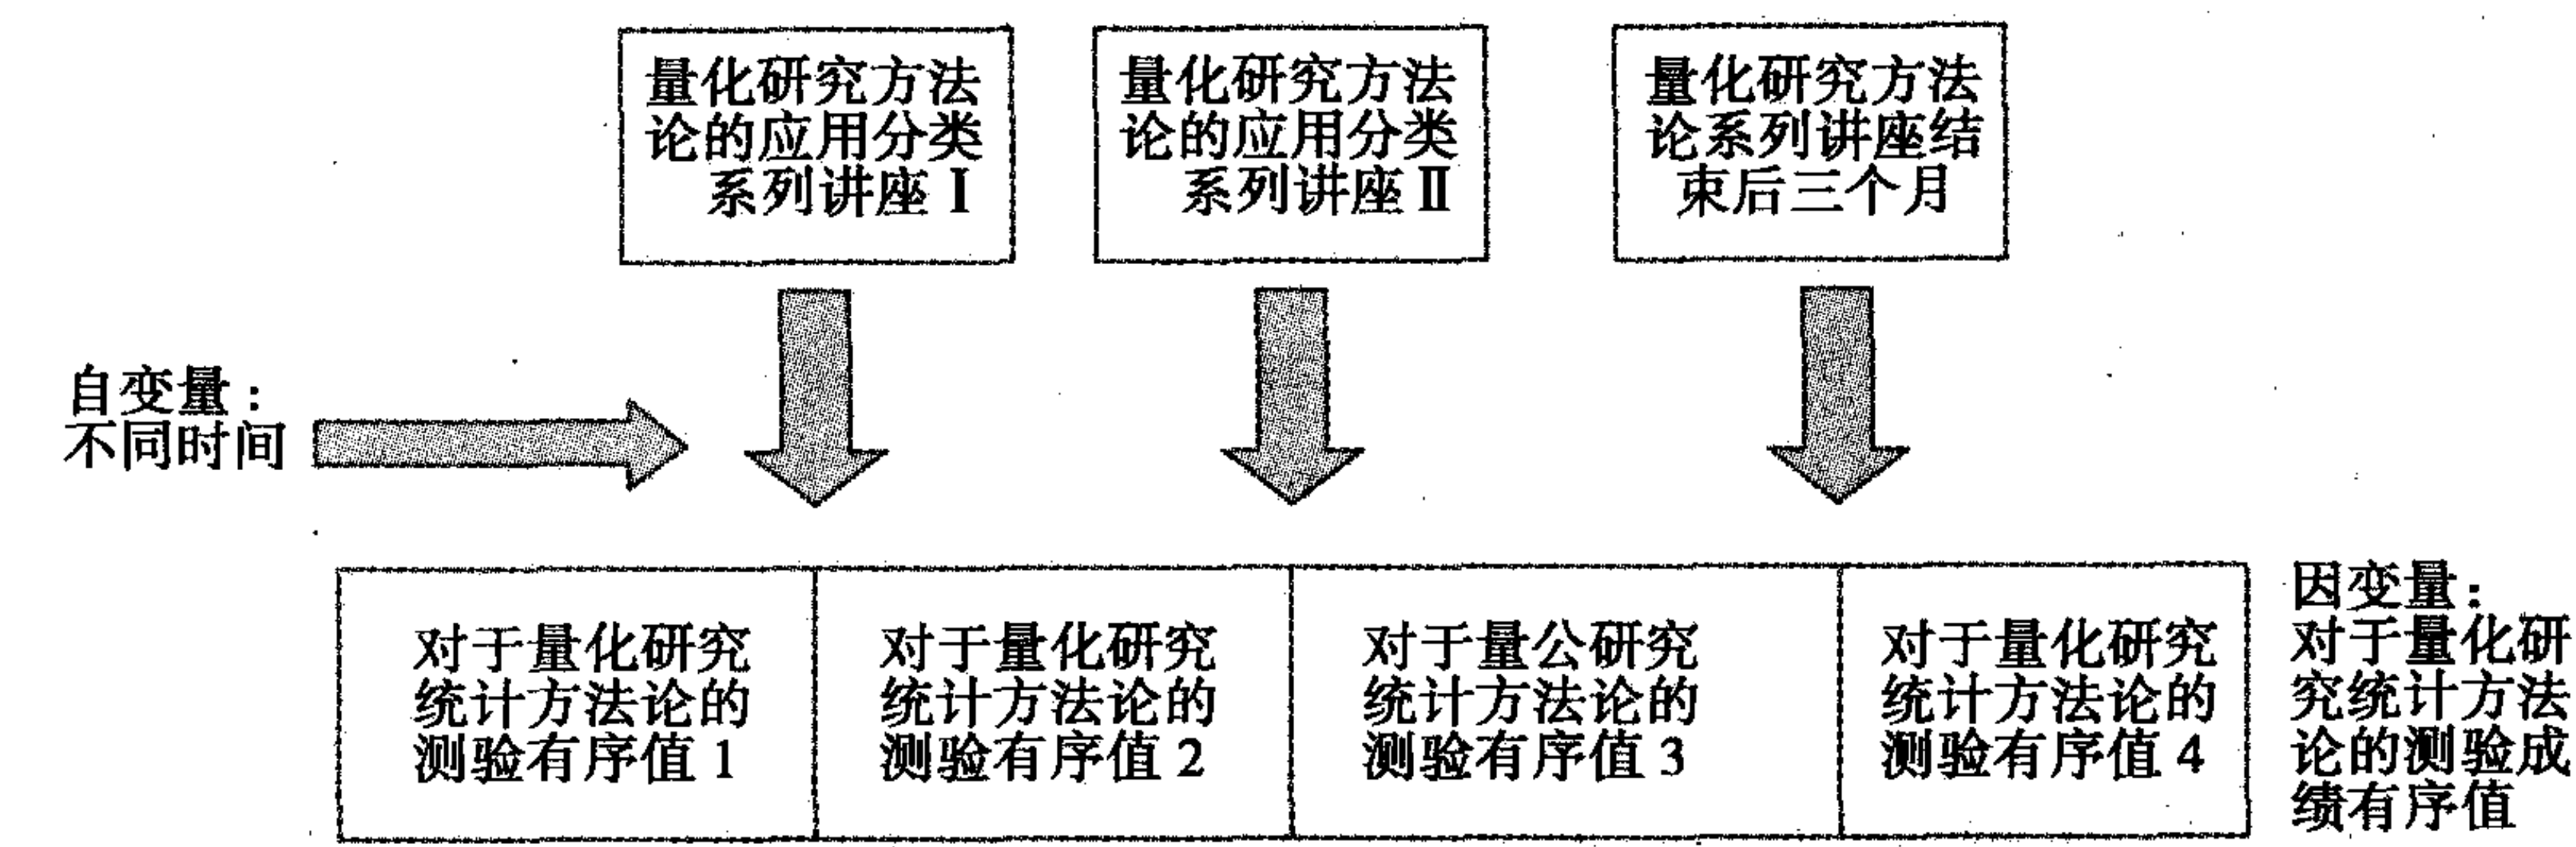 量化研究方法
论的应用分类
系列讲座 I
量化研究方法
论的应用分类
系列讲座 II
量化研究方法
论系列讲座结
束后三个月
自变量：
不同时间
对于量化研究
统计方法论的
测验有序值 1
对于量化研究
统计方法论的
测验有序值 2
对于量公研究
统计方法论的
测验有序值 3
对于量化研究
统计方法论的
测验有序值 4
因变量：
对于量化研
究统计方法
论的测验成
绩有序值